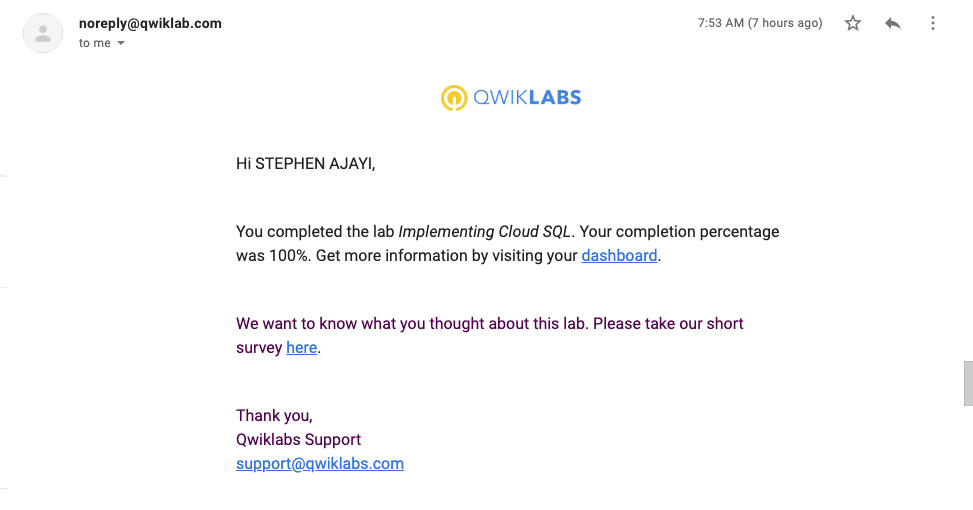 noreply@qwiklab.com
7:53 AM (7 hours ago)
to me
QWIKLABS
Hi STEPHEN AJAYI,
You completed the lab Implementing Cloud SQL. Your completion percentage
was 100%. Get more information by visiting your dashboard.
We want to know what you thought about this lab. Please take our short
survey here.
Thank you,
Qwiklabs Support
support@qwiklabs.com